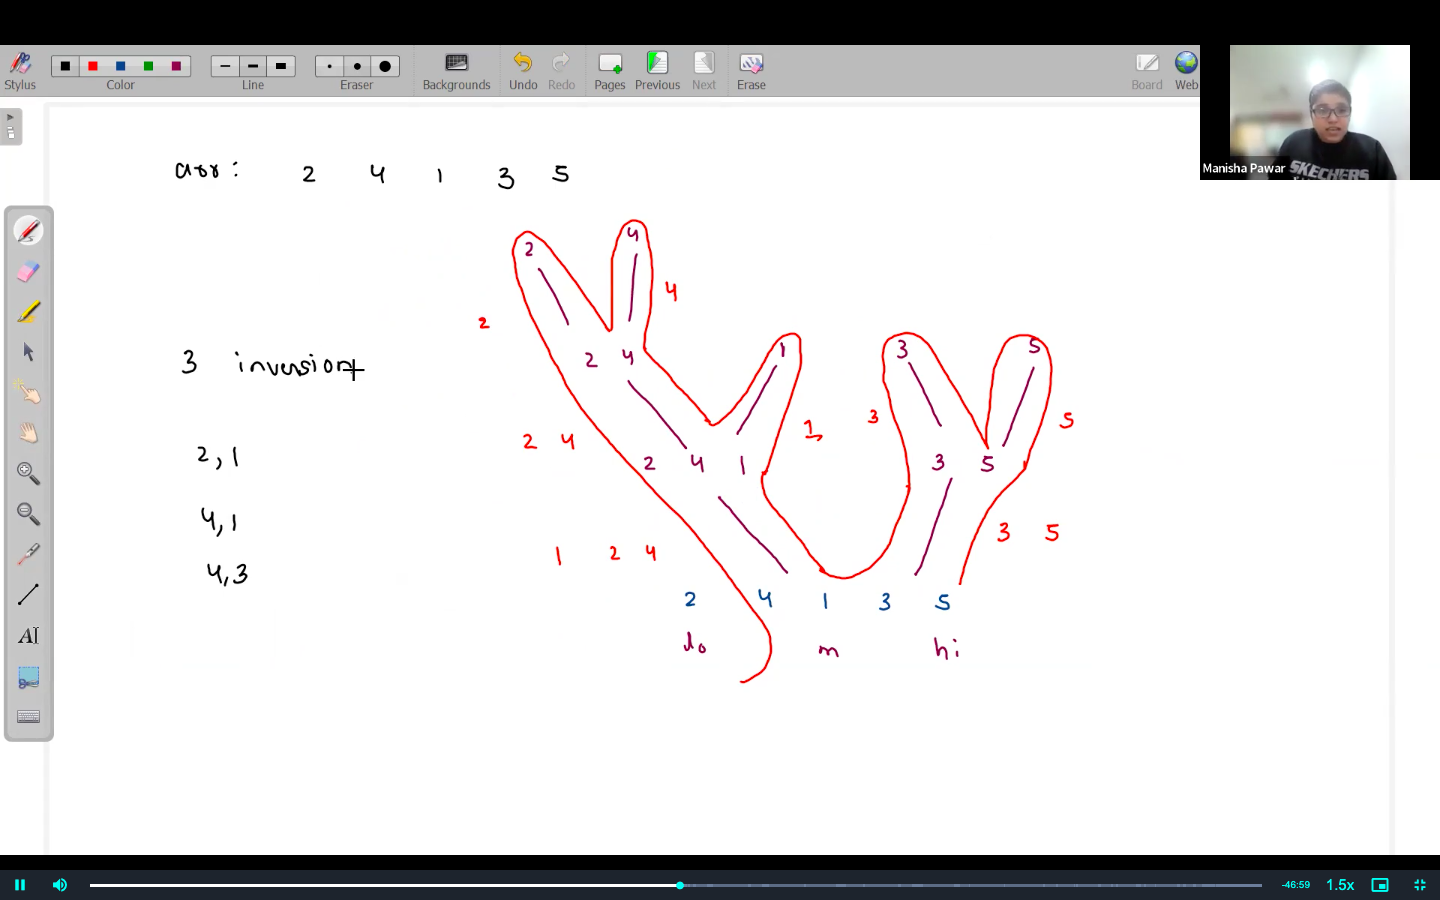 Stylus Color Line Eraser Backgrounds Undo Redo Pages Previous Next Erase Board Web
Manisha Pawar
SKECHERS
arr: 2 4 1 3 5
2 4
4
2
2 4
1 3 5
3 inversion
3 5
2 4
1
2, 1
2 4 1
3 5
4, 1
3 5
1 2 4
4, 3
2 4 1 3 5
lo m hi
AI
-46:59 1.5x